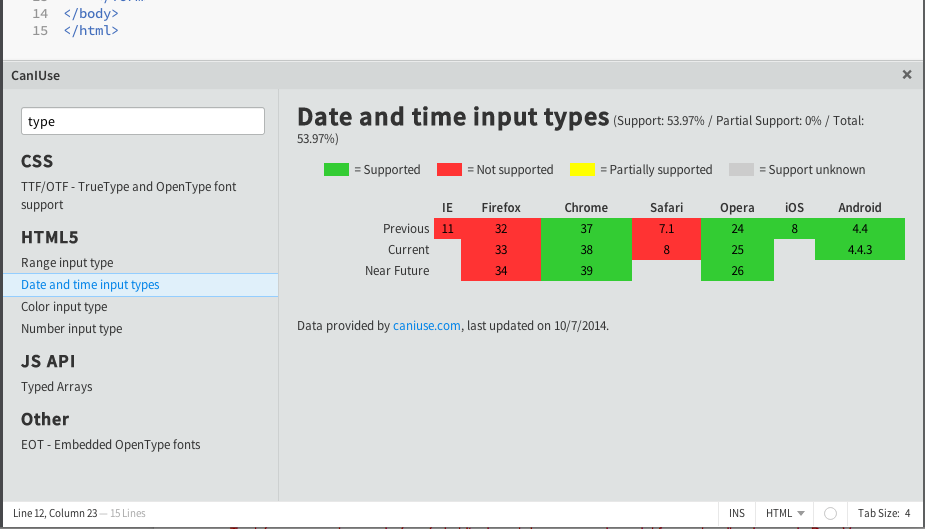 14 </body>
15 </html>
CanIUse ×
type
CSS
TTF/OTF - TrueType and OpenType font
support
HTML5
Range input type
Date and time input types
Color input type
Number input type
JS API
Typed Arrays
Other
EOT - Embedded OpenType fonts
Date and time input types (Support: 53.97% / Partial Support: 0% / Total:
53.97%)
= Supported = Not supported = Partially supported = Support unknown
IE Firefox Chrome Safari Opera iOS Android
Previous 11 32 37 7.1 24 8 4.4
Current 33 38 8 25 4.4.3
Near Future 34 39 26
Data provided by caniuse.com, last updated on 10/7/2014.
Line 12, Column 23 — 15 Lines INS HTML Tab Size: 4